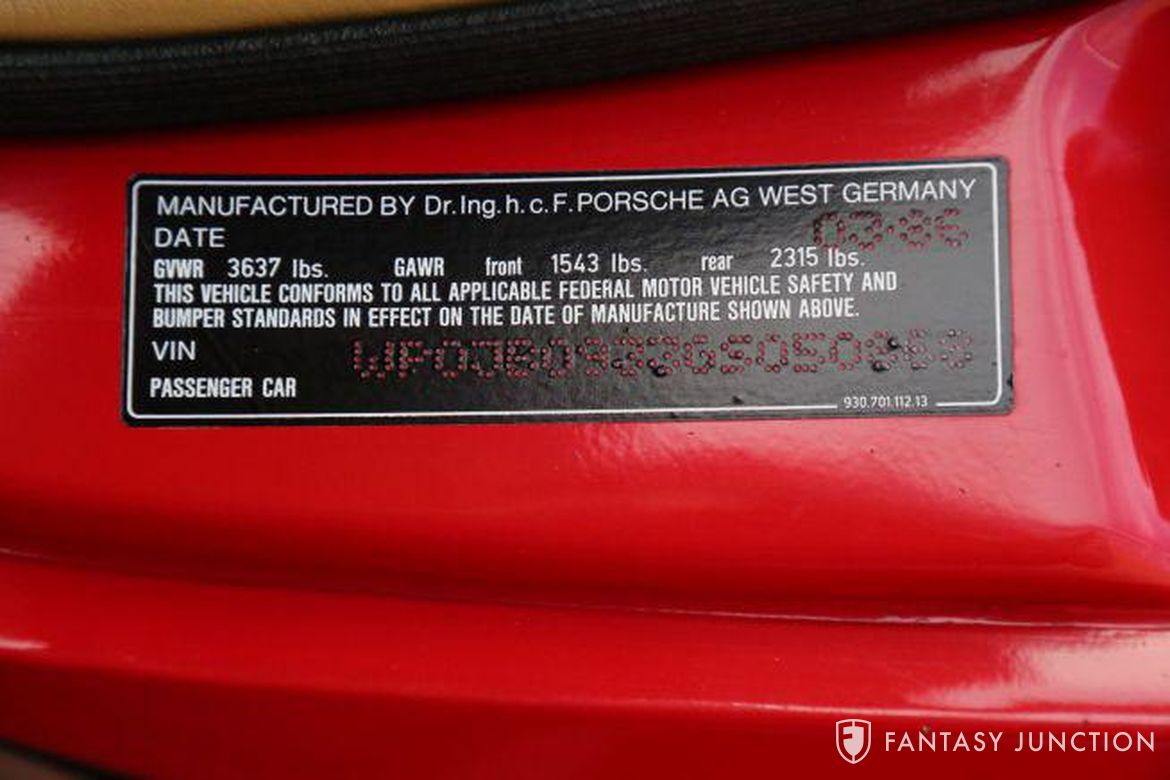 MANUFACTURED BY Dr.Ing.h.c.F.PORSCHE AG WEST GERMANY
DATE 03·86
GVWR 3637 lbs. GAWR front 1543 lbs. rear 2315 lbs.
THIS VEHICLE CONFORMS TO ALL APPLICABLE FEDERAL MOTOR VEHICLE SAFETY AND
BUMPER STANDARDS IN EFFECT ON THE DATE OF MANUFACTURE SHOWN ABOVE.
VIN
PASSENGER CAR
930.701.112.13
FANTASY JUNCTION